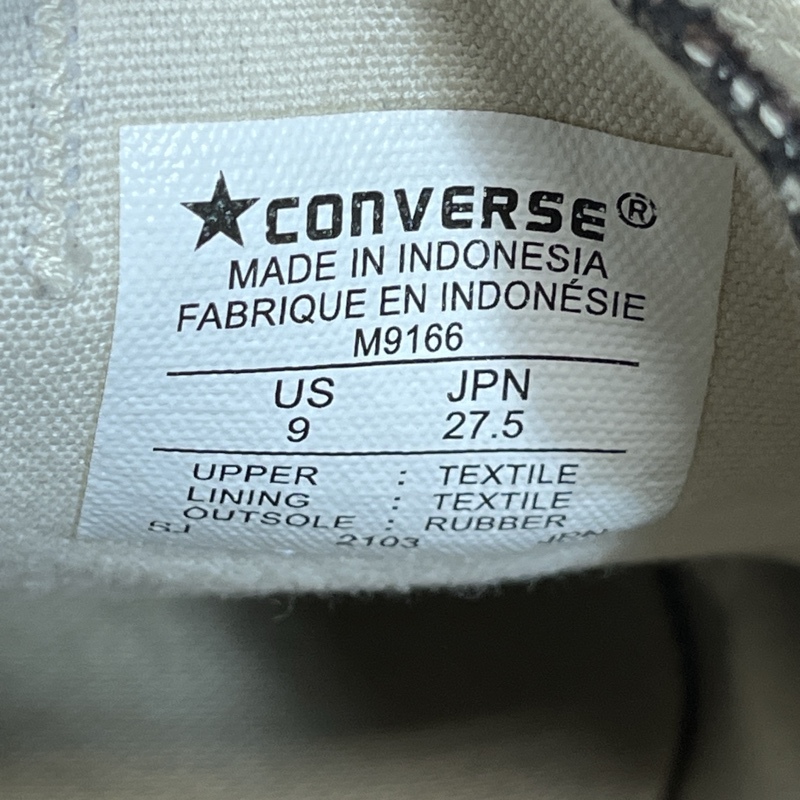 ★CONVERSE®
MADE IN INDONESIA
FABRIQUE EN INDONÉSIE
M9166
US JPN
9 27.5
UPPER : TEXTILE
LINING : TEXTILE
OUTSOLE : RUBBER
SJ 2103 JPN